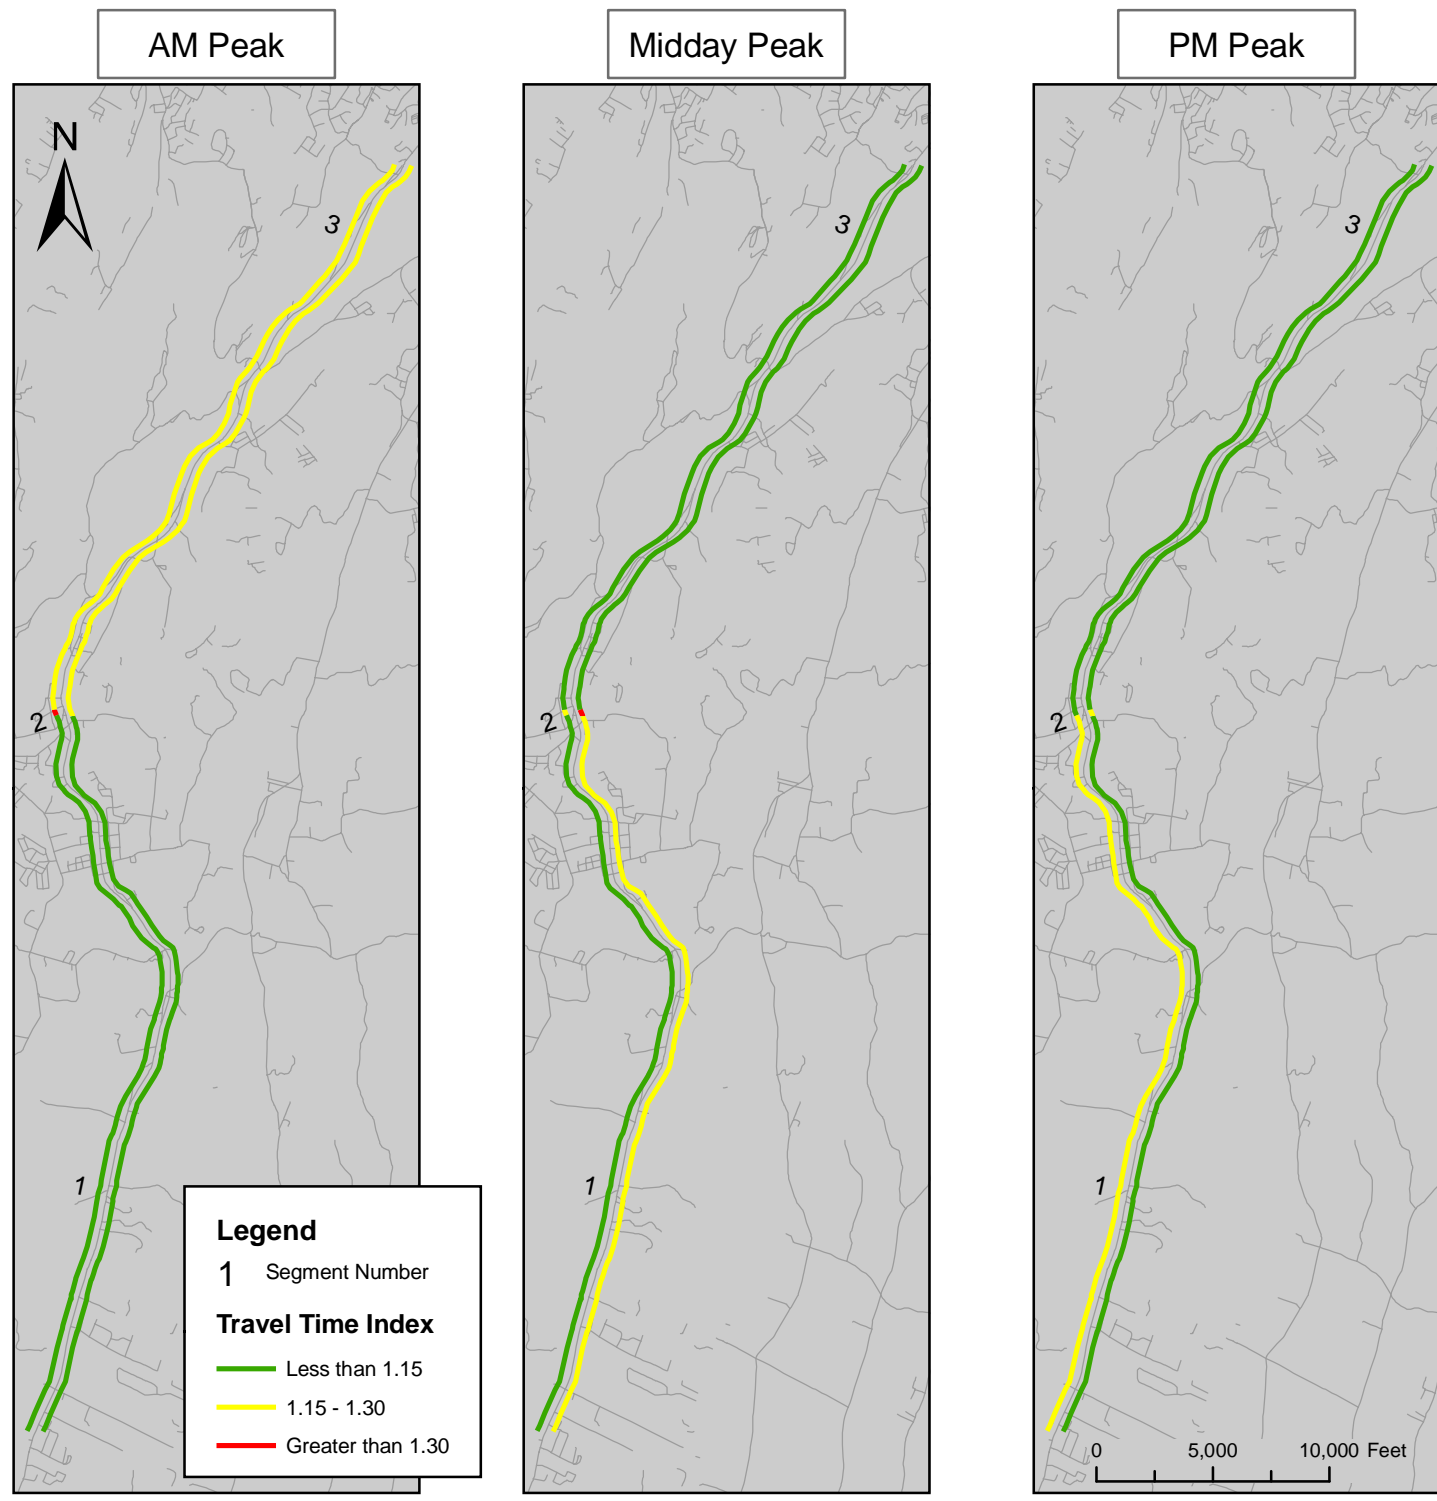 AM Peak
Midday Peak
PM Peak
N
3
3
3
2
2
2
1
1
1
Legend
1 Segment Number
Travel Time Index
Less than 1.15
1.15 - 1.30
Greater than 1.30
0 5,000 10,000 Feet